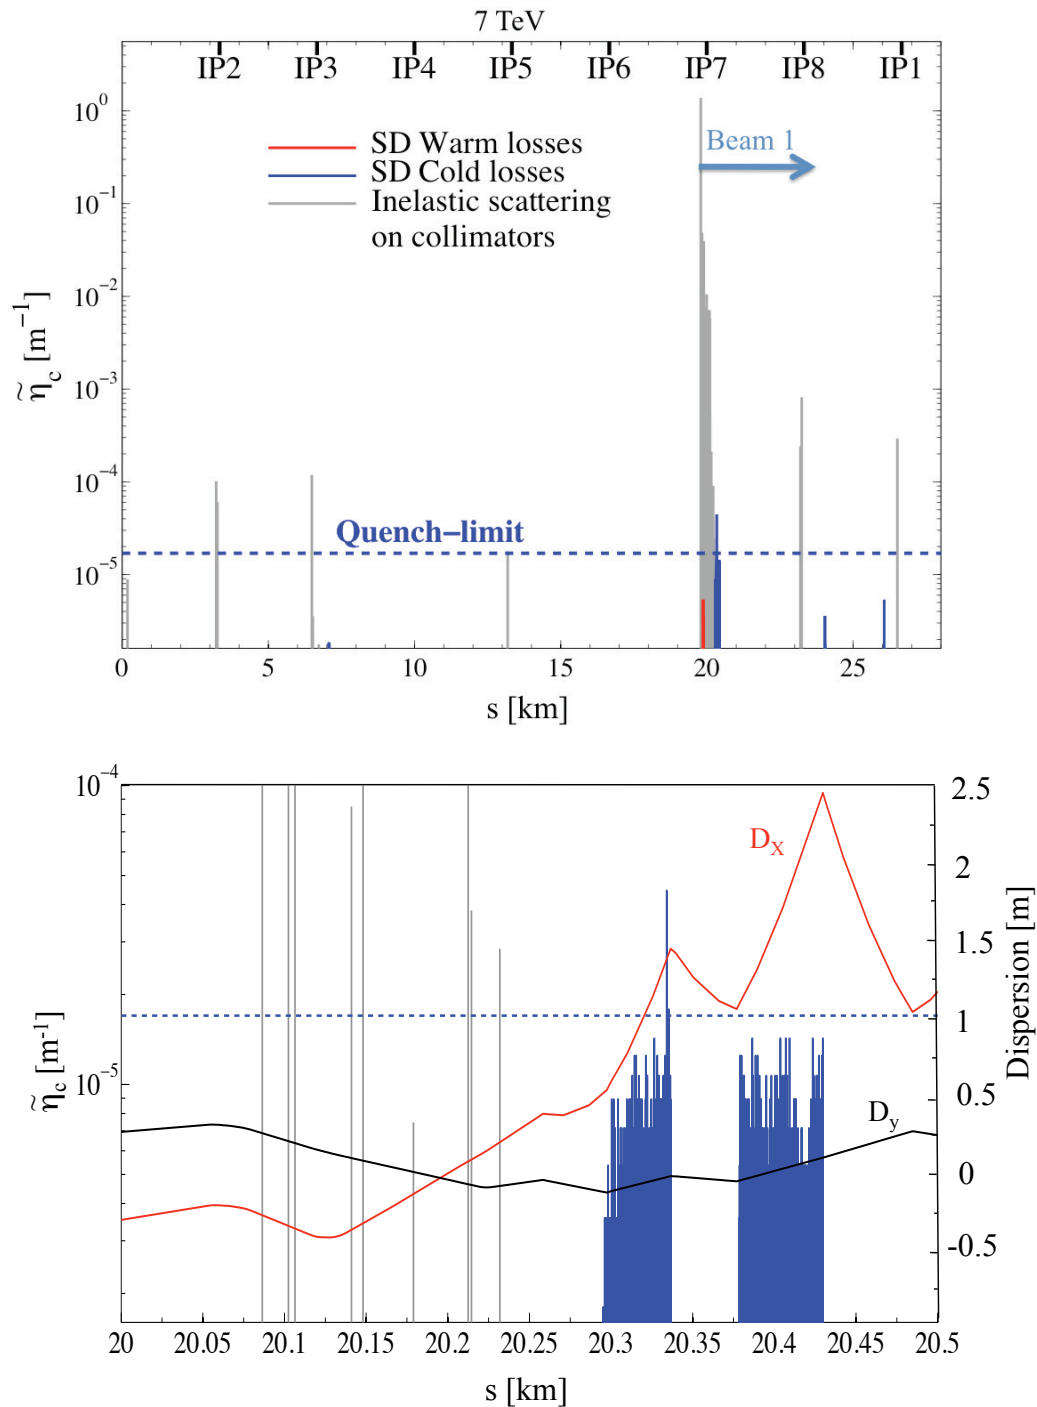 7 TeV
IP2 IP3 IP4 IP5 IP6 IP7 IP8 IP1
10⁰
10⁻¹
10⁻²
10⁻³
10⁻⁴
10⁻⁵
η̃c [m⁻¹]
SD Warm losses
SD Cold losses
Inelastic scattering
on collimators
Beam 1
Quench–limit
0 5 10 15 20 25
s [km]
10⁻⁴
10⁻⁵
η̃c [m⁻¹]
DX
Dy
2.5
2
1.5
1
0.5
0
-0.5
Dispersion [m]
20 20.05 20.1 20.15 20.2 20.25 20.3 20.35 20.4 20.45 20.5
s [km]